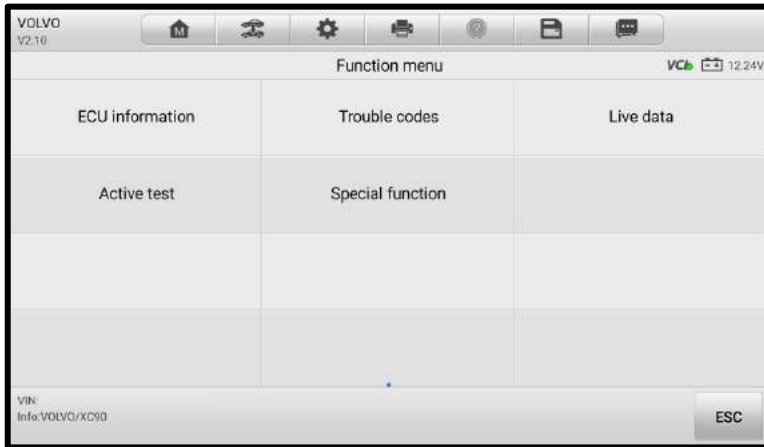 VOLVO
V2.10
M
?
Function menu
VCI
12.24V
ECU information
Trouble codes
Live data
Active test
Special function
VIN:
Info:VOLVO/XC90
ESC